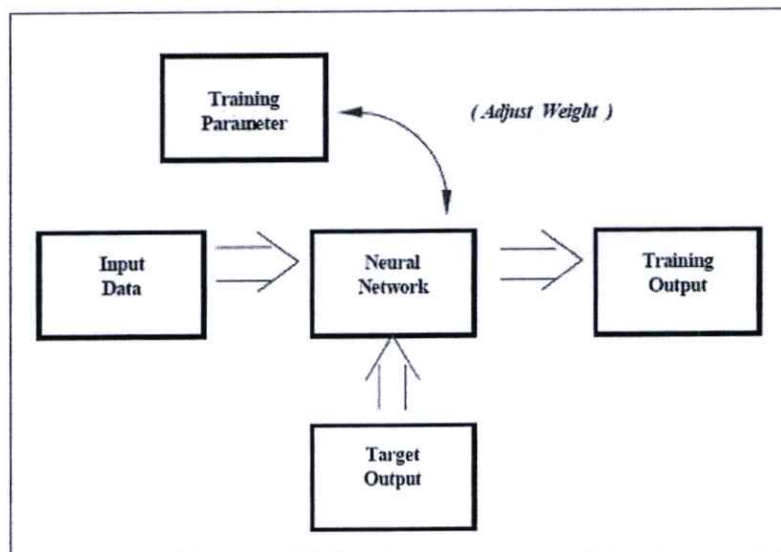 Training
Parameter
( Adjust Weight )
Input
Data
Neural
Network
Training
Output
Target
Output